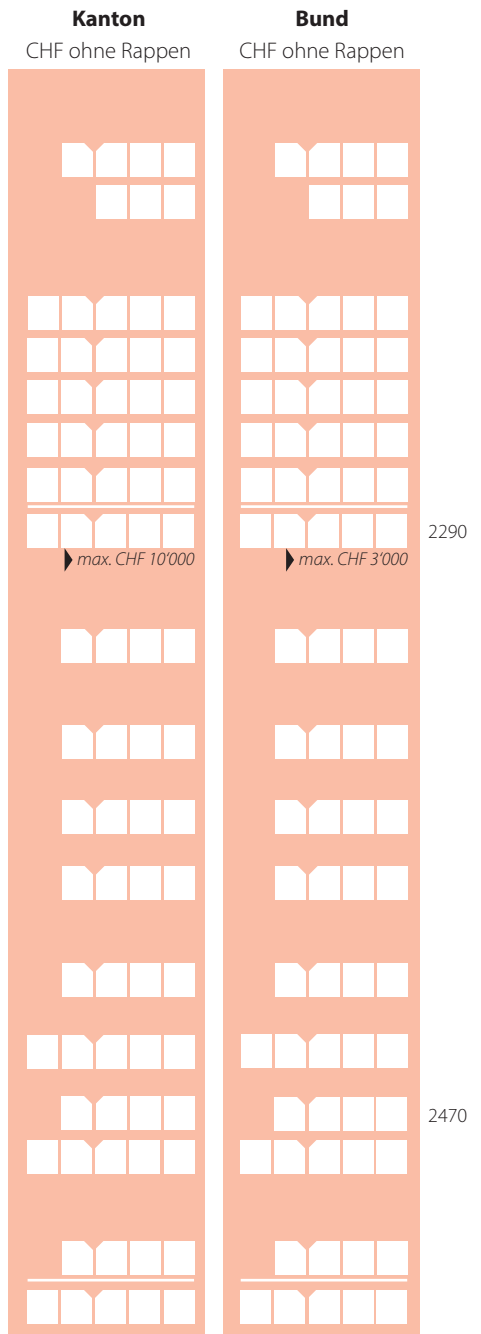 Kanton
CHF ohne Rappen
Bund
CHF ohne Rappen
2290
max. CHF 10’000
max. CHF 3‘000
2470